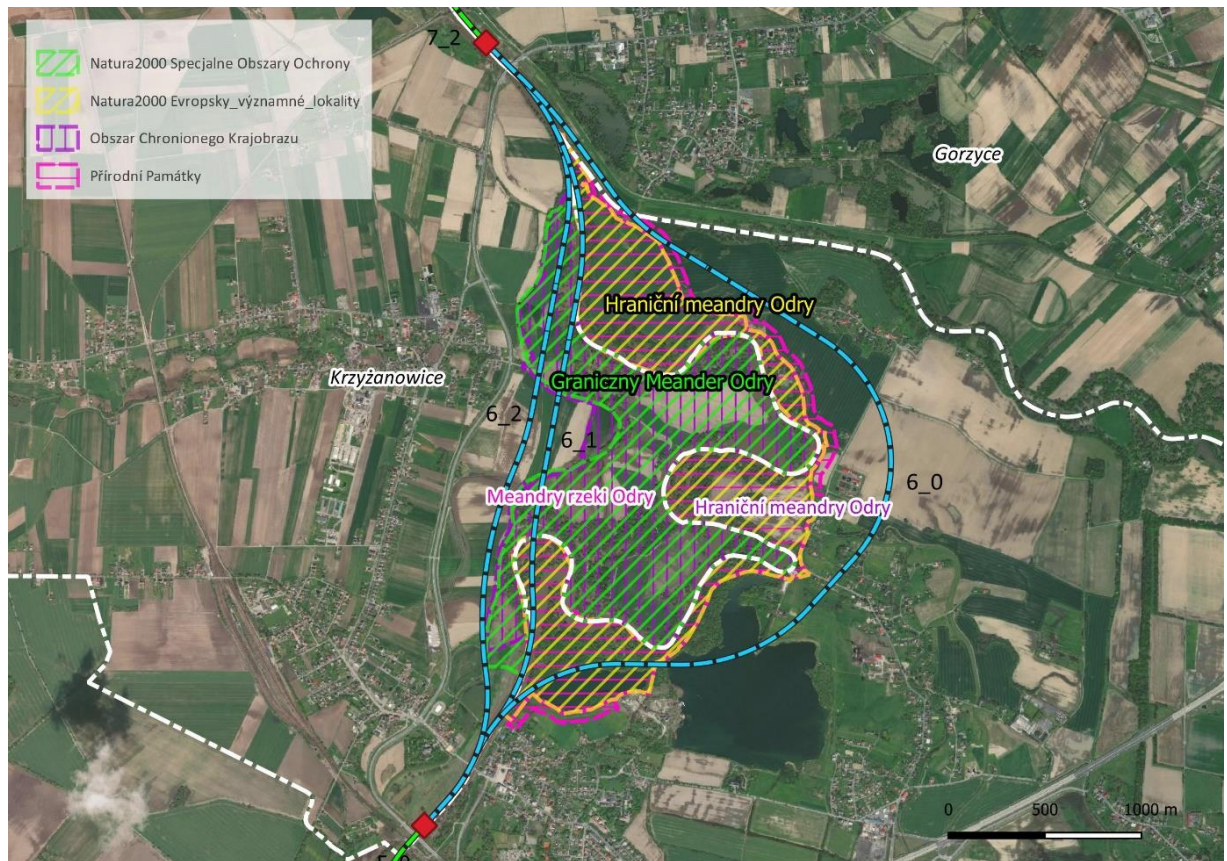 7_2
Natura2000 Specjalne Obszary Ochrony
Natura2000 Evropsky_významné_lokality
Obszar Chronionego Krajobrazu
Přírodní Památky
Gorzyce
Hraniční meandry Odry
Krzyżanowice
Graniczny Meander Odry
6_2
6_1
6_0
Meandry rzeki Odry
Hraniční meandry Odry
0 500 1000 m